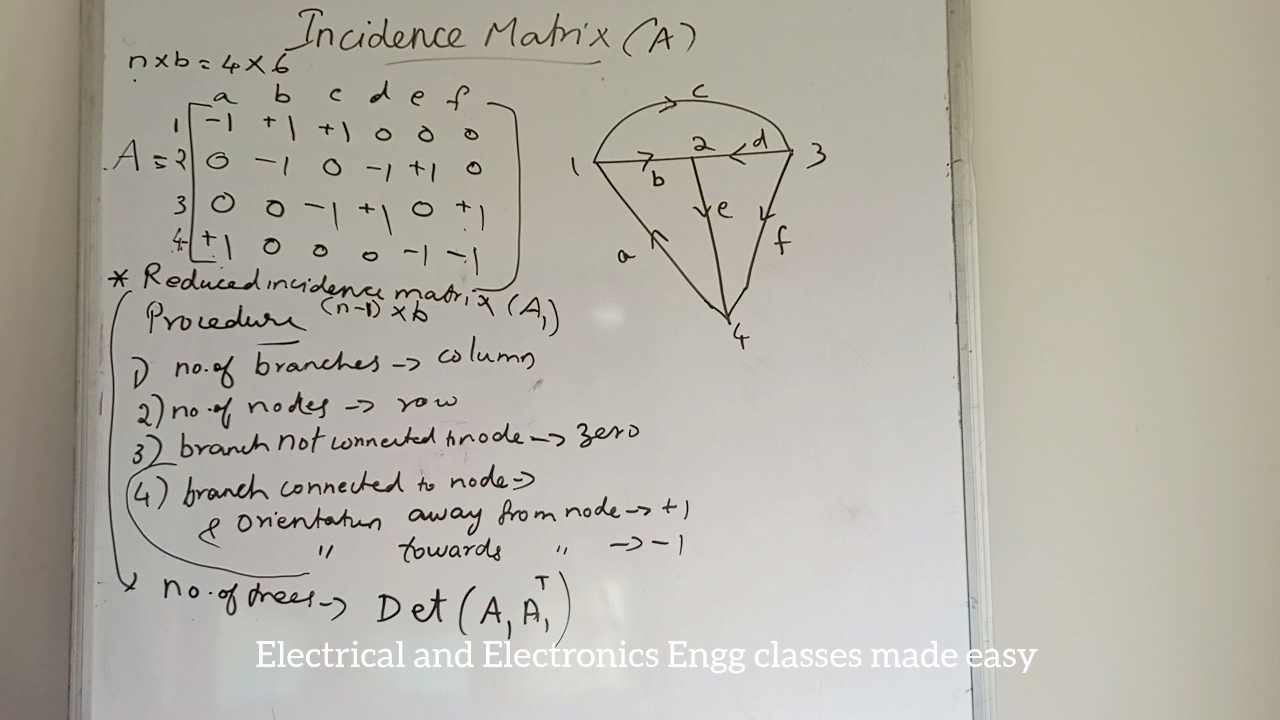 Incidence Matrix (A)
n×b = 4×6
a b c d e f
1 -1 +1 +1 0 0 0
A = 2 0 -1 0 -1 +1 0
3 0 0 -1 +1 0 +1
4 +1 0 0 0 -1 -1
* Reduced incidence matrix (A₁)
Procedure (n-1)×b
1) no. of branches -> column
2) no. of nodes -> row
3) branch not connected to node -> zero
4) branch connected to node ->
& Orientatun away from node -> +1
" towards " -> -1
* no. of trees -> Det (A₁ A₁ᵀ)
c
1 b 2 d 3
a e f
4
Electrical and Electronics Engg classes made easy